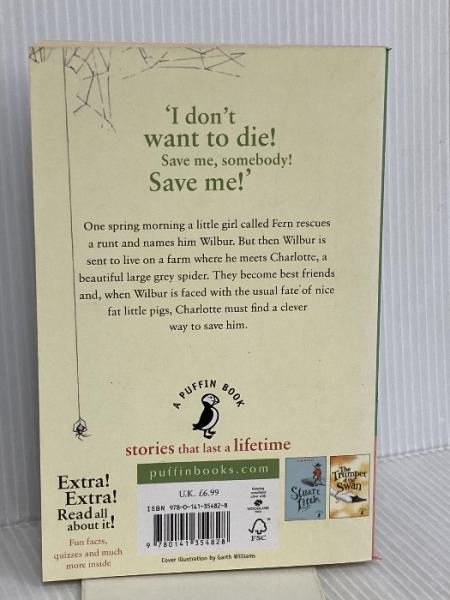 ‘I don’t
want to die!
Save me, somebody!
Save me!’
One spring morning a little girl called Fern rescues
a runt and names him Wilbur. But then Wilbur is
sent to live on a farm where he meets Charlotte, a
beautiful large grey spider. They become best friends
and, when Wilbur is faced with the usual fate of nice
fat little pigs, Charlotte must find a clever
way to save him.
A PUFFIN BOOK
stories that last a lifetime
puffinbooks.com
Extra!
Extra!
Read all
about it!
Fun facts,
quizzes and much
more inside
U.K. £6.99
ISBN 978-0-141-35482-8
9 780141 354828
WOODLAND
FSC
Stuart
Little
The
Trumpet
of the
Swan
Cover illustration by Garth Williams